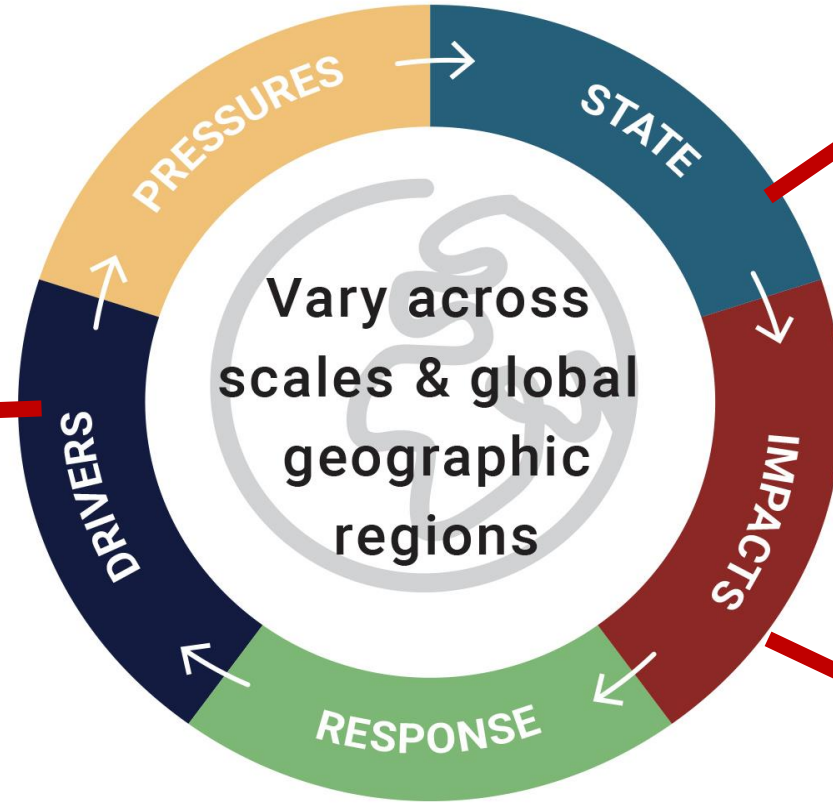 PRESSURES
STATE
IMPACTS
RESPONSE
DRIVERS
Vary across
scales & global
geographic
regions